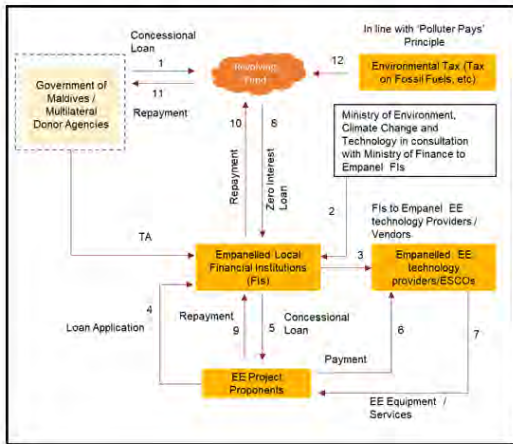 In line with 'Polluter Pays'
Principle
Concessional
Loan
1
12
Revolving
Fund
Environmental Tax (Tax
on Fossil Fuels, etc)
Government of
Maldives /
Multilateral
Donor Agencies
11
Repayment
10
6
Repayment
Zero Interest
Loan
Ministry of Environment,
Climate Change and
Technology in consultation
with Ministry of Finance to
Empanel FIs
2
FIs to Empanel EE
technology Providers /
Vendors
TA
Empanelled Local
Financial Institutions
(FIs)
3
Empanelled EE
technology
providers/ESCOs
4
Loan Application
Repayment
9
5
Concessional
Loan
6
7
Payment
EE Project
Proponents
EE Equipment /
Services